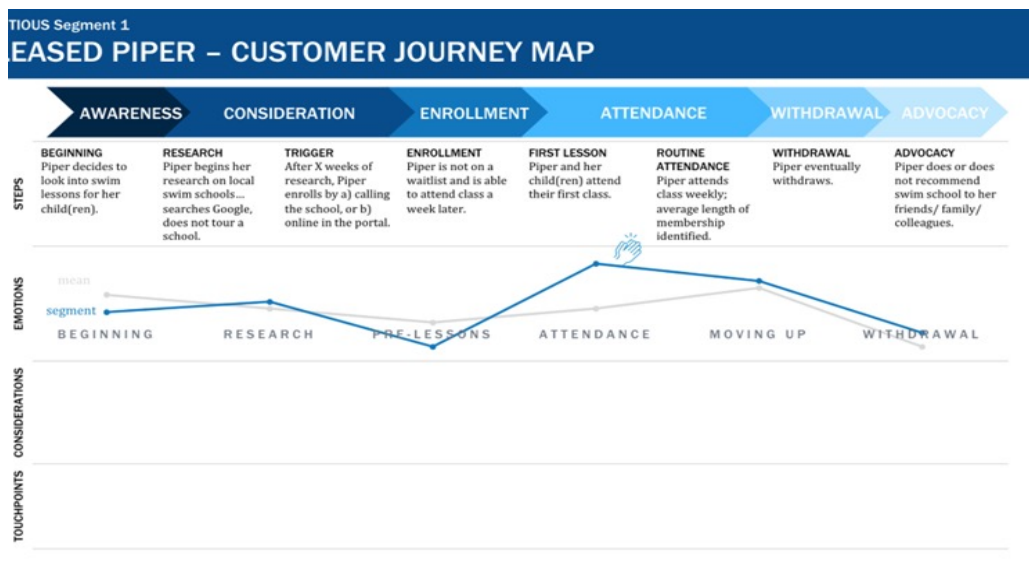 TIOUS Segment 1
EASED PIPER – CUSTOMER JOURNEY MAP
AWARENESS
CONSIDERATION
ENROLLMENT
ATTENDANCE
WITHDRAWAL
ADVOCACY
STEPS
BEGINNING
Piper decides to
look into swim
lessons for her
child(ren).
RESEARCH
Piper begins her
research on local
swim schools...
searches Google,
does not tour a
school.
TRIGGER
After X weeks of
research, Piper
enrolls by a) calling
the school, or b)
online in the portal.
ENROLLMENT
Piper is not on a
waitlist and is able
to attend class a
week later.
FIRST LESSON
Piper and her
child(ren) attend
their first class.
ROUTINE
ATTENDANCE
Piper attends
class weekly;
average length of
membership
identified.
WITHDRAWAL
Piper eventually
withdraws.
ADVOCACY
Piper does or does
not recommend
swim school to her
friends/ family/
colleagues.
EMOTIONS
mean
segment
BEGINNING
RESEARCH
PRE-LESSONS
ATTENDANCE
MOVING UP
WITHDRAWAL
CONSIDERATIONS
TOUCHPOINTS